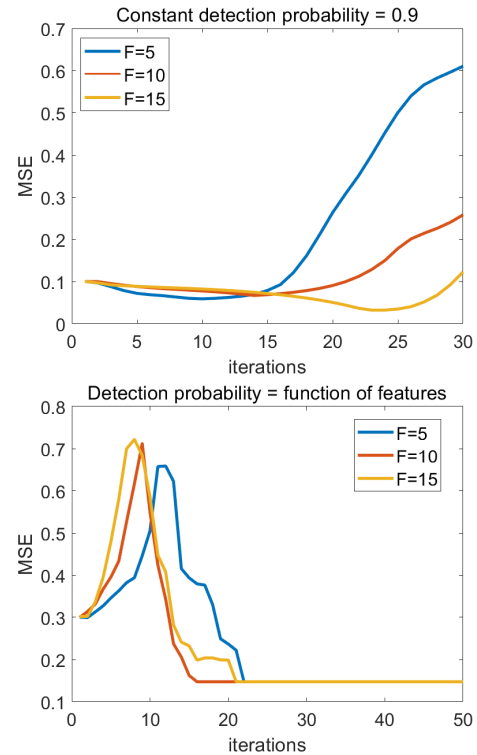 Constant detection probability = 0.9
0.7
0.6
0.5
0.4
0.3
0.2
0.1
0
MSE
F=5
F=10
F=15
0 5 10 15 20 25 30
iterations
Detection probability = function of features
0.8
0.7
0.6
0.5
0.4
0.3
0.2
0.1
MSE
F=5
F=10
F=15
0 10 20 30 40 50
iterations